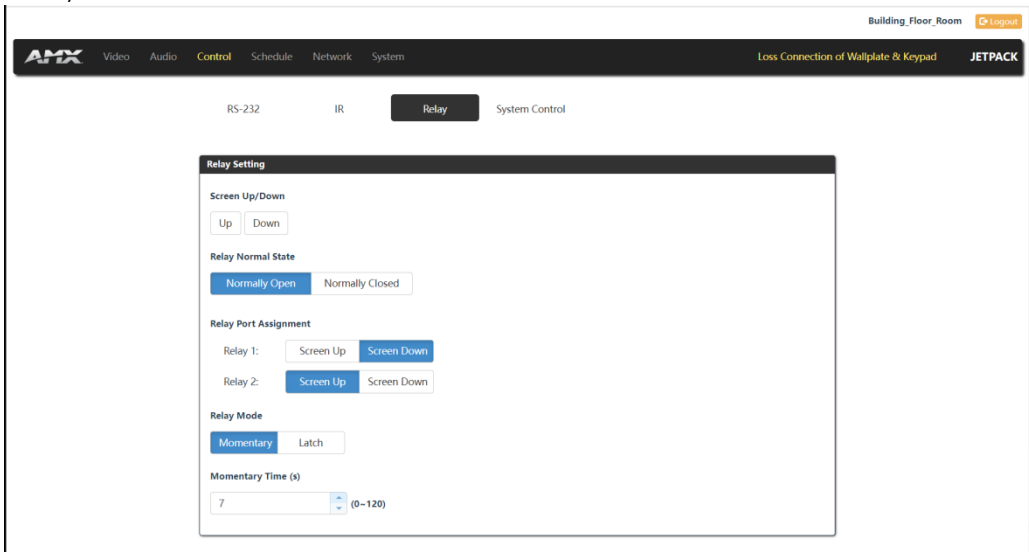 Building_Floor_Room Logout
AMX Video Audio Control Schedule Network System Loss Connection of Wallplate & Keypad JETPACK
RS-232 IR Relay System Control
Relay Setting
Screen Up/Down
Up Down
Relay Normal State
Normally Open Normally Closed
Relay Port Assignment
Relay 1: Screen Up Screen Down
Relay 2: Screen Up Screen Down
Relay Mode
Momentary Latch
Momentary Time (s)
7 (0~120)